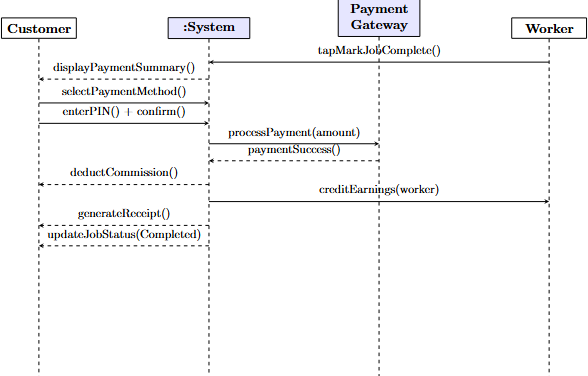 Customer
:System
Payment
Gateway
Worker
tapMarkJobComplete()
displayPaymentSummary()
selectPaymentMethod()
enterPIN() + confirm()
processPayment(amount)
paymentSuccess()
deductCommission()
creditEarnings(worker)
generateReceipt()
updateJobStatus(Completed)